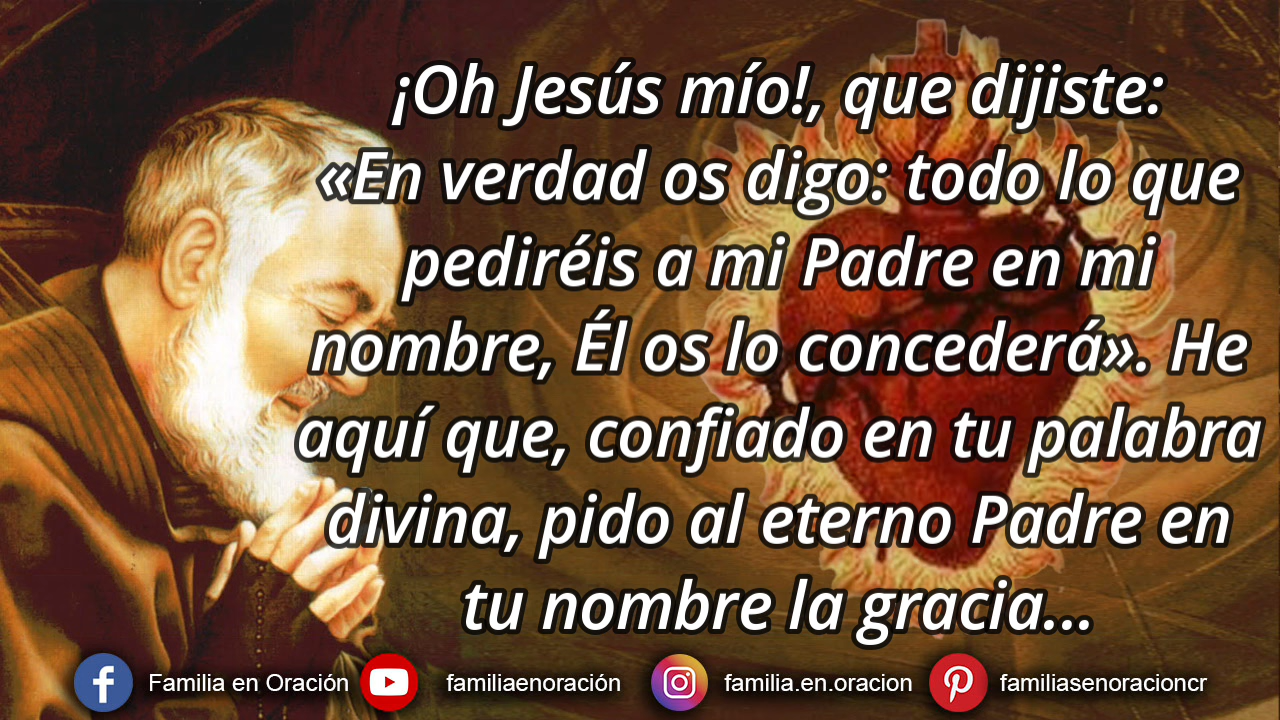 ¡Oh Jesús mío!, que dijiste:
«En verdad os digo: todo lo que
pediréis a mi Padre en mi
nombre, Él os lo concederá». He
aquí que, confiado en tu palabra
divina, pido al eterno Padre en
tu nombre la gracia...
Familia en Oración familiaenoración familia.en.oracion familiasenoracioncr